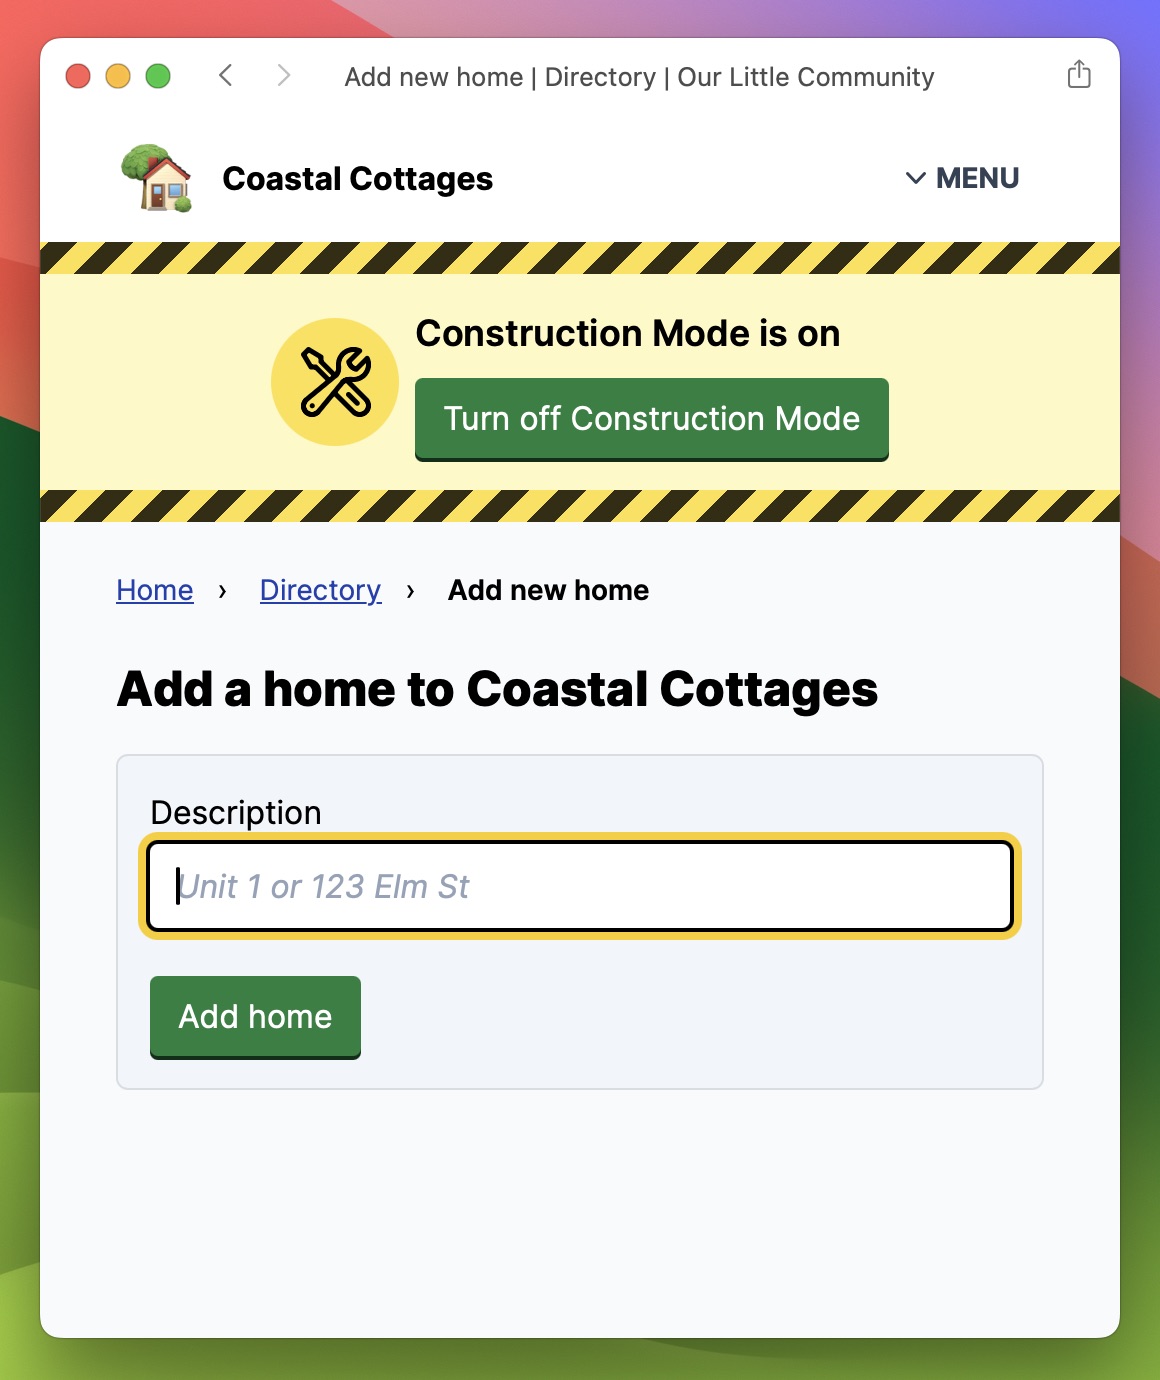 Add new home | Directory | Our Little Community
Coastal Cottages
MENU
Construction Mode is on
Turn off Construction Mode
Home › Directory › Add new home
Add a home to Coastal Cottages
Description
Unit 1 or 123 Elm St
Add home